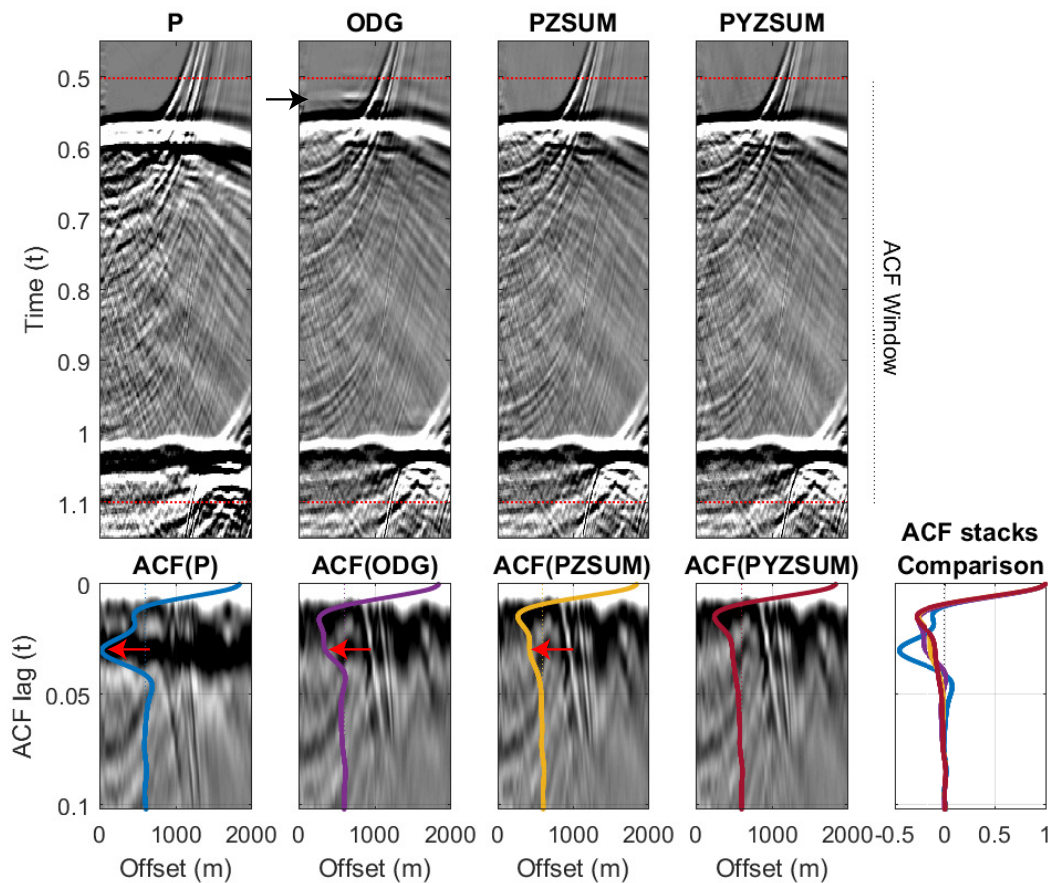 P ODG PZSUM PYZSUM
0.5
0.6
0.7
0.8
0.9
1
1.1
Time (t)
ACF Window
ACF stacks
Comparison
ACF(P) ACF(ODG) ACF(PZSUM) ACF(PYZSUM)
0
0.05
0.1
ACF lag (t)
0 1000 2000 0 1000 2000 0 1000 2000 0 1000 2000 -0.5 0 0.5 1
Offset (m) Offset (m) Offset (m) Offset (m)